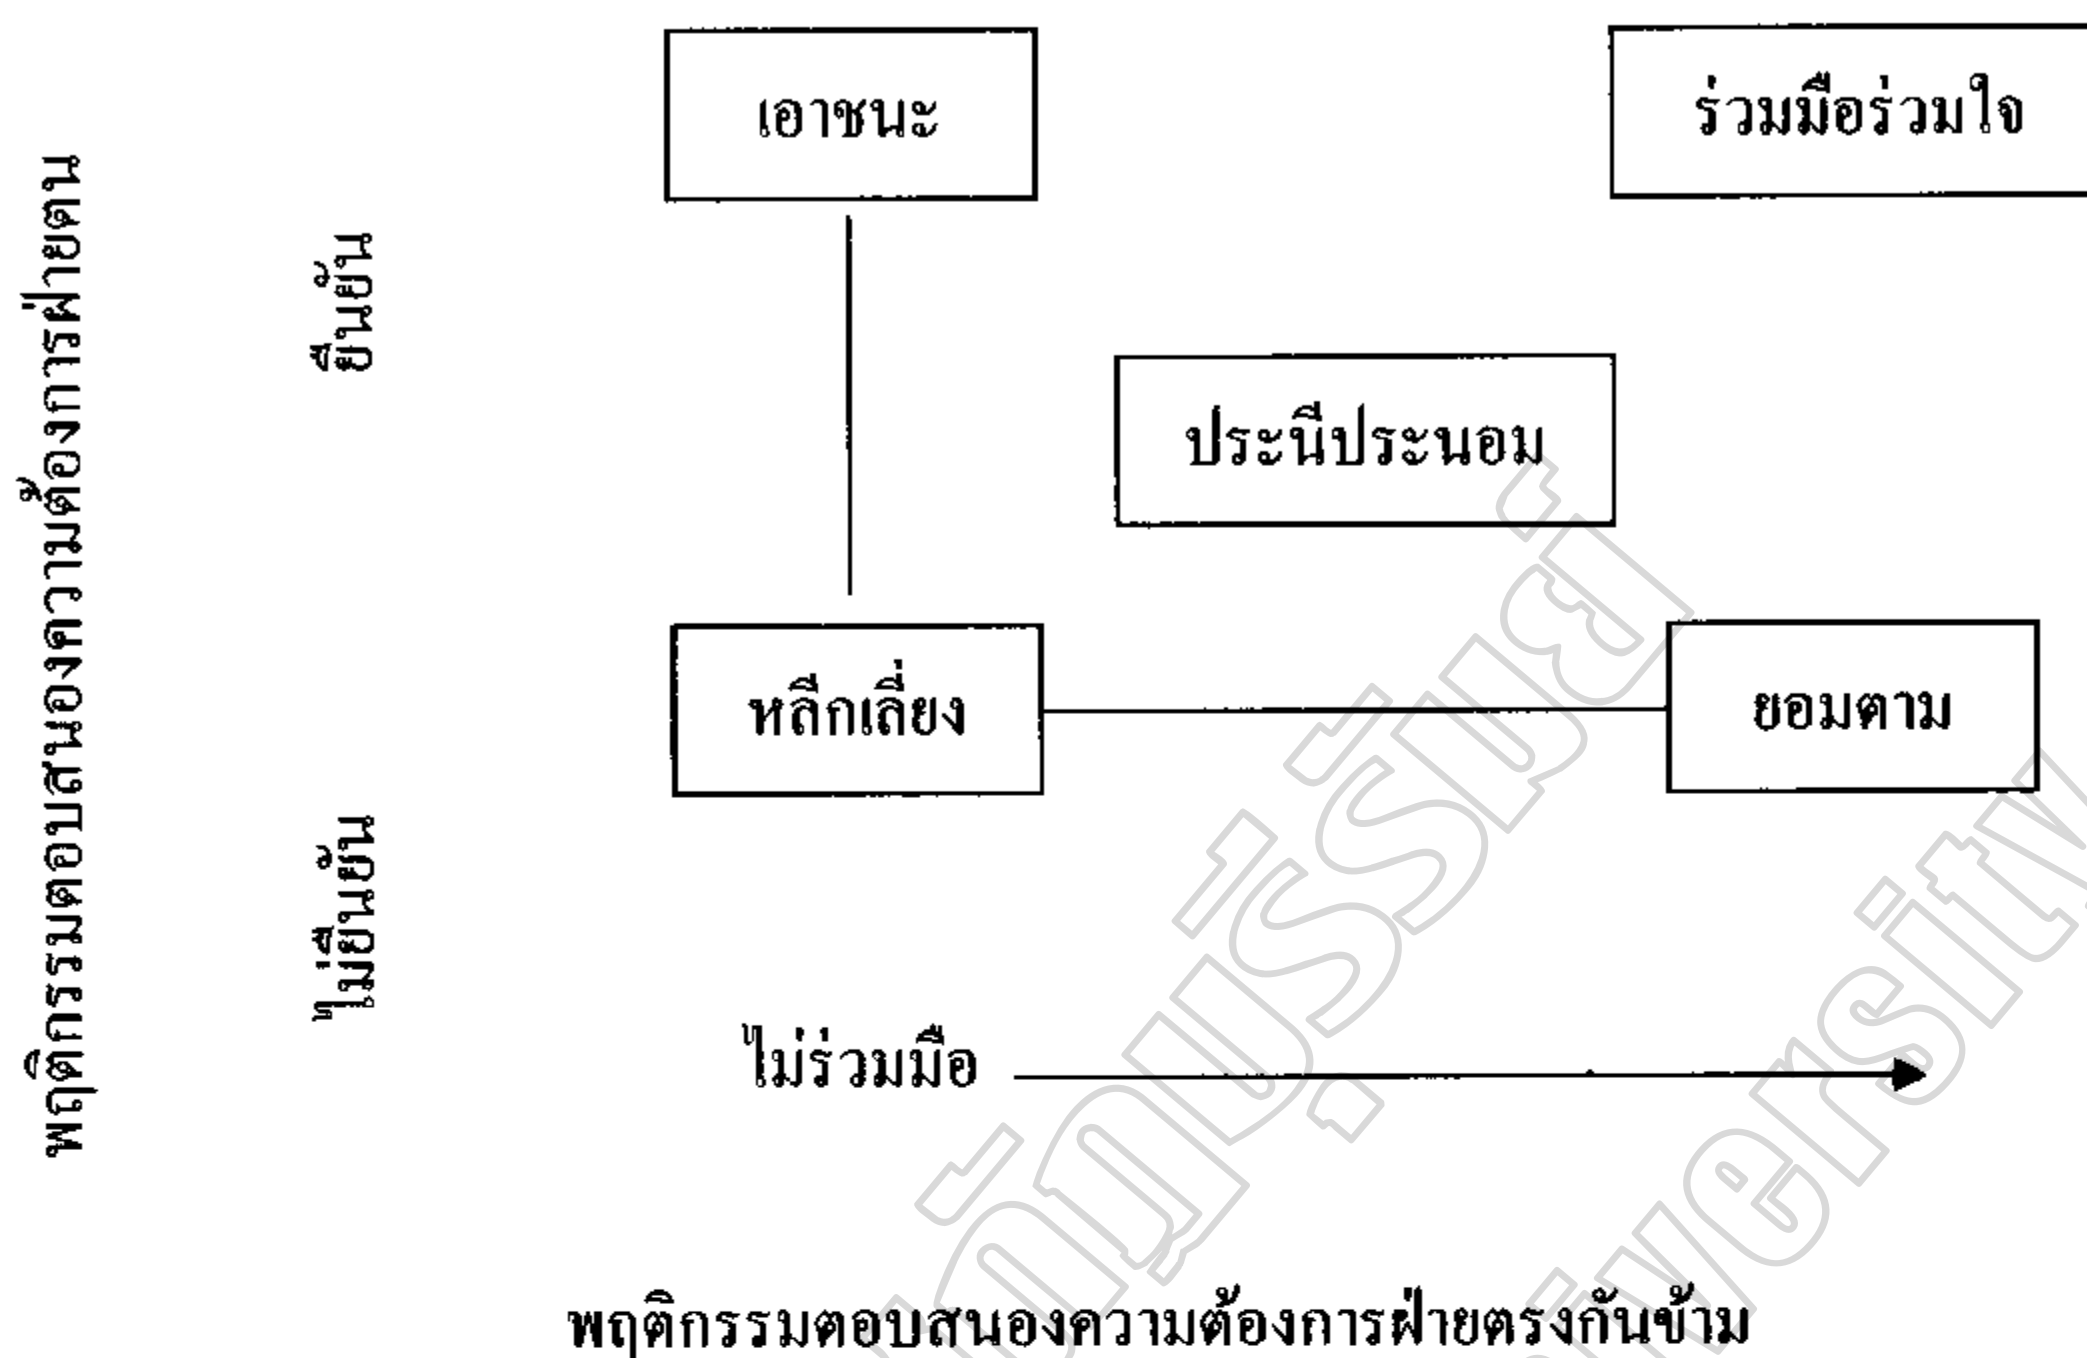 เอาชนะ
ร่วมมือร่วมใจ
พฤติกรรมตอบสนองความต้องการฝ่ายตน
ยืนยัน
ประนีประนอม
หลีกเลี่ยง
ยอมตาม
ไม่ยืนยัน
ไม่ร่วมมือ
พฤติกรรมตอบสนองความต้องการฝ่ายตรงกันข้าม